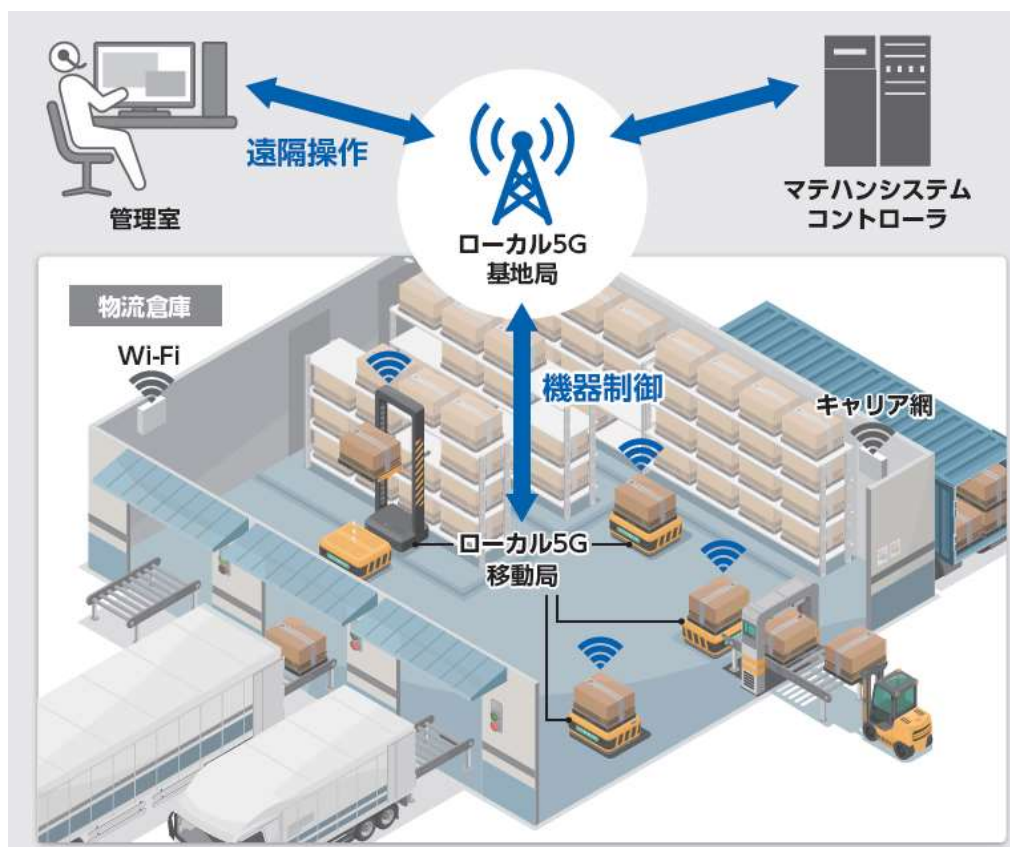 遠隔操作
管理室
ローカル5G
基地局
マテハンシステム
コントローラ
物流倉庫
Wi-Fi
機器制御
キャリア網
ローカル5G
移動局